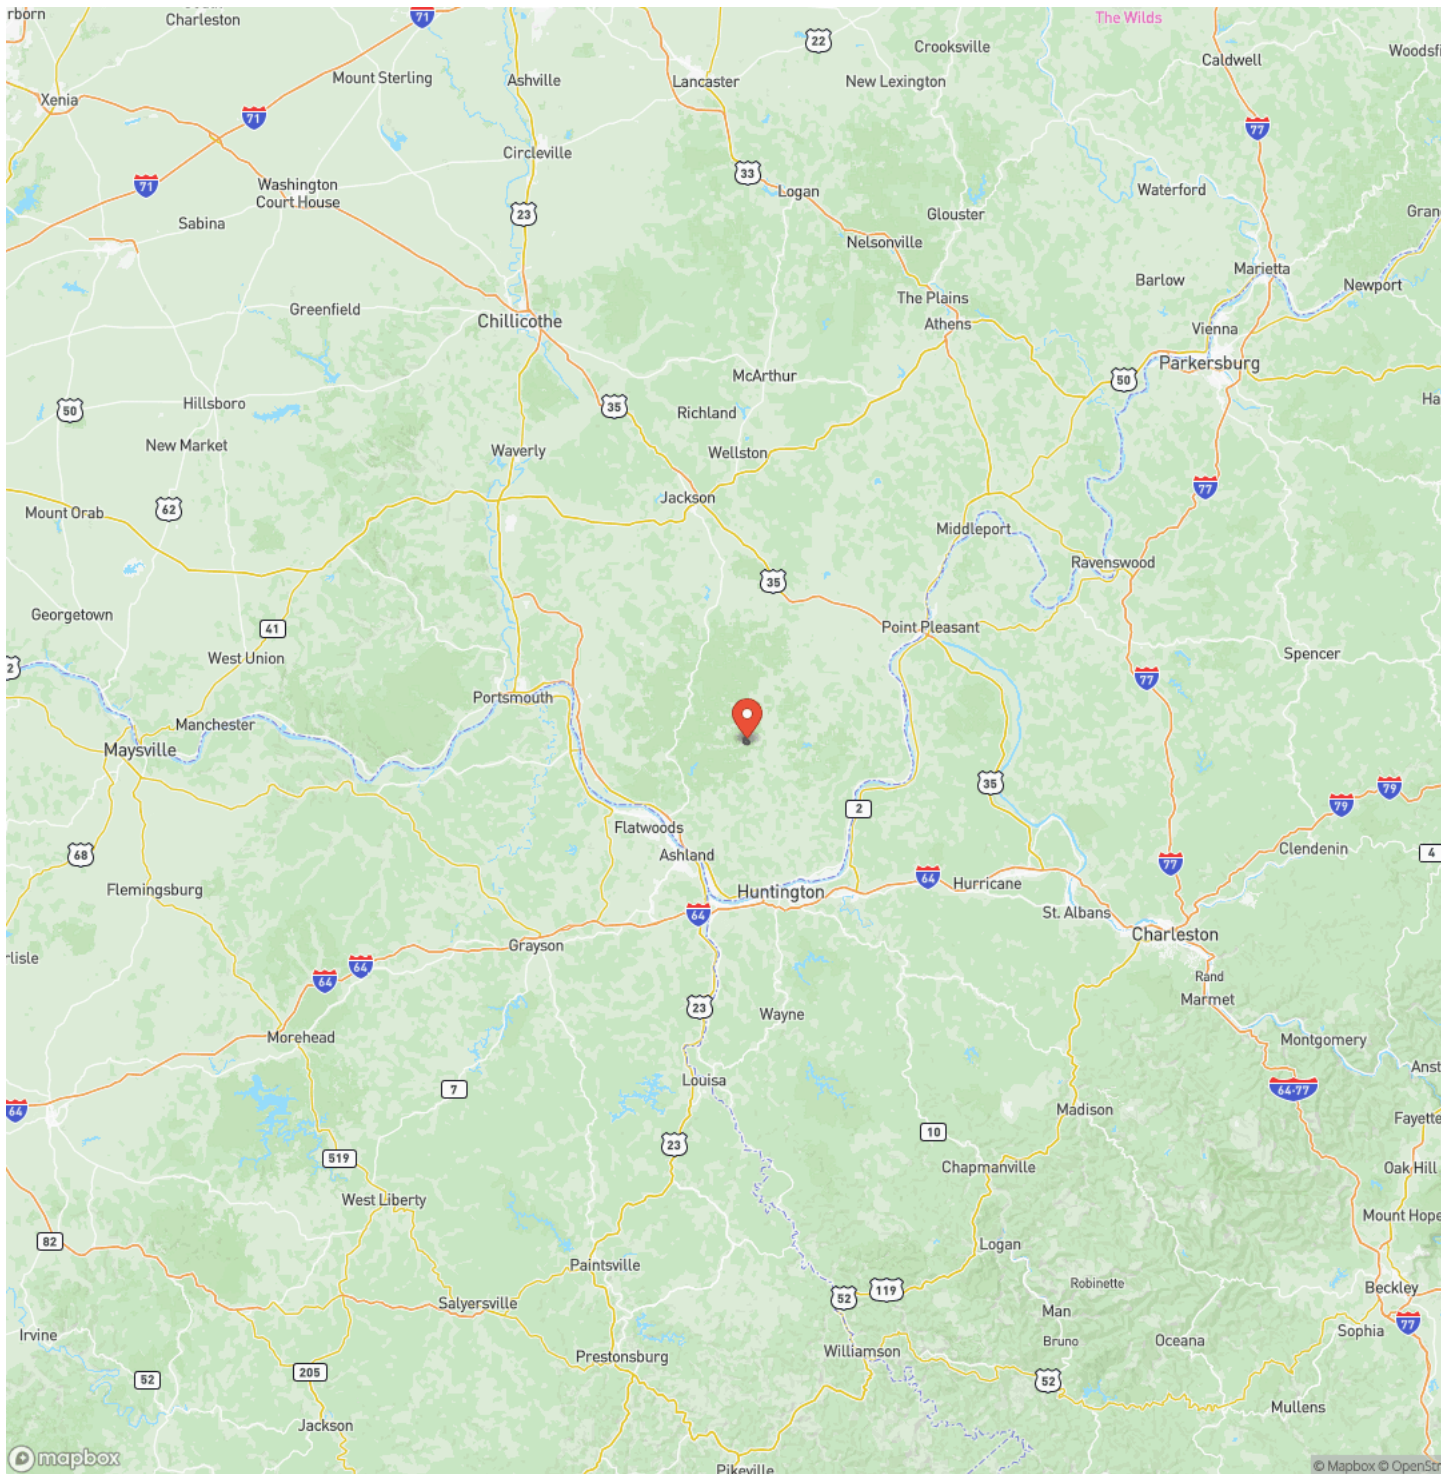 rborn
Charleston
71
22
The Wilds
Crooksville
Caldwell
Woodsfi
Mount Sterling
Ashville
Lancaster
New Lexington
Xenia
71
77
Circleville
71
33
Washington
Court House
Logan
Waterford
Sabina
23
Glouster
Gran
Nelsonville
Marietta
Barlow
Newport
Greenfield
The Plains
Chillicothe
Athens
Vienna
Parkersburg
McArthur
50
Hillsboro
50
35
Richland
Ha
New Market
Waverly
Wellston
77
Jackson
62
Mount Orab
Middleport
Ravenswood
35
Georgetown
41
Point Pleasant
West Union
Spencer
2
77
Portsmouth
Manchester
Maysville
35
79
2
79
Flatwoods
Ashland
68
Clendenin
4
77
Flemingsburg
64
Hurricane
Huntington
St. Albans
64
Charleston
Grayson
rlisle
64
64
Rand
Marmet
23
Wayne
Morehead
Montgomery
Anst
Louisa
7
64-77
64
Madison
Fayette
10
23
519
Chapmanville
Oak Hill
West Liberty
Mount Hope
82
Logan
Paintsville
Robinette
Beckley
52
119
Salyersville
Man
77
Irvine
Bruno
Oceana
Sophia
Williamson
Prestonsburg
205
52
52
Mullens
Jackson
mapbox
Pikeville
© Mapbox © OpenStr